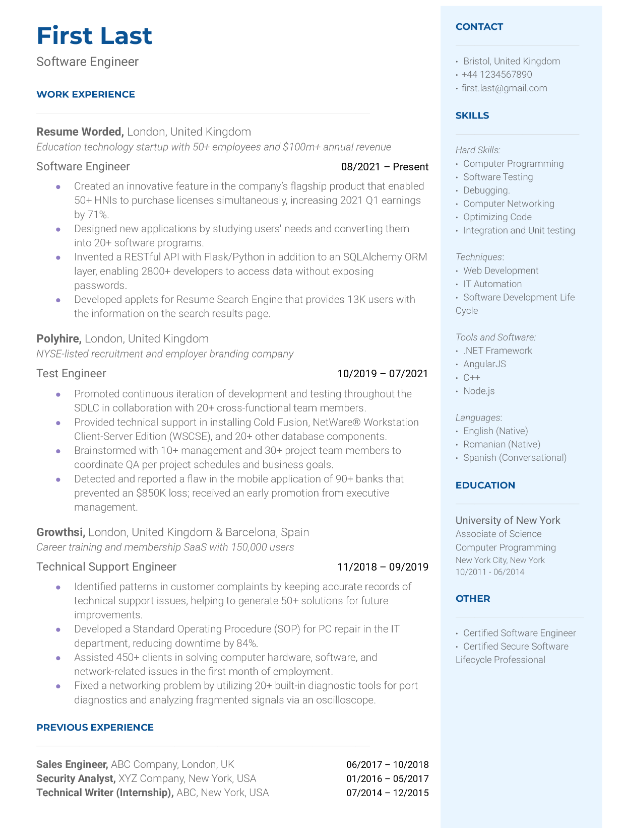 First Last
Software Engineer
WORK EXPERIENCE
Resume Worded, London, United Kingdom
Education technology startup with 50+ employees and $100m+ annual revenue
Software Engineer 08/2021 – Present
• Created an innovative feature in the company's flagship product that enabled
50+ HNIs to purchase licenses simultaneously, increasing 2021 Q1 earnings
by 71%.
• Designed new applications by studying users' needs and converting them
into 20+ software programs.
• Invented a RESTful API with Flask/Python in addition to an SQLAlchemy ORM
layer, enabling 2800+ developers to access data without exposing
passwords.
• Developed applets for Resume Search Engine that provides 13K users with
the information on the search results page.
Polyhire, London, United Kingdom
NYSE-listed recruitment and employer branding company
Test Engineer 10/2019 – 07/2021
• Promoted continuous iteration of development and testing throughout the
SDLC in collaboration with 20+ cross-functional team members.
• Provided technical support in installing Cold Fusion, NetWare® Workstation
Client-Server Edition (WSCSE), and 20+ other database components.
• Brainstormed with 10+ management and 30+ project team members to
coordinate QA per project schedules and business goals.
• Detected and reported a flaw in the mobile application of 90+ banks that
prevented an $850K loss; received an early promotion from executive
management.
Growthsi, London, United Kingdom & Barcelona, Spain
Career training and membership SaaS with 150,000 users
Technical Support Engineer 11/2018 – 09/2019
• Identified patterns in customer complaints by keeping accurate records of
technical support issues, helping to generate 50+ solutions for future
improvements.
• Developed a Standard Operating Procedure (SOP) for PC repair in the IT
department, reducing downtime by 84%.
• Assisted 450+ clients in solving computer hardware, software, and
network-related issues in the first month of employment.
• Fixed a networking problem by utilizing 20+ built-in diagnostic tools for port
diagnostics and analyzing fragmented signals via an oscilloscope.
PREVIOUS EXPERIENCE
Sales Engineer, ABC Company, London, UK 06/2017 – 10/2018
Security Analyst, XYZ Company, New York, USA 01/2016 – 05/2017
Technical Writer (Internship), ABC, New York, USA 07/2014 – 12/2015
CONTACT
• Bristol, United Kingdom
• +44 1234567890
• first.last@gmail.com
SKILLS
Hard Skills:
• Computer Programming
• Software Testing
• Debugging.
• Computer Networking
• Optimizing Code
• Integration and Unit testing
Techniques:
• Web Development
• IT Automation
• Software Development Life
Cycle
Tools and Software:
• .NET Framework
• AngularJS
• C++
• Node.js
Languages:
• English (Native)
• Romanian (Native)
• Spanish (Conversational)
EDUCATION
University of New York
Associate of Science
Computer Programming
New York City, New York
10/2011 - 06/2014
OTHER
• Certified Software Engineer
• Certified Secure Software
Lifecycle Professional